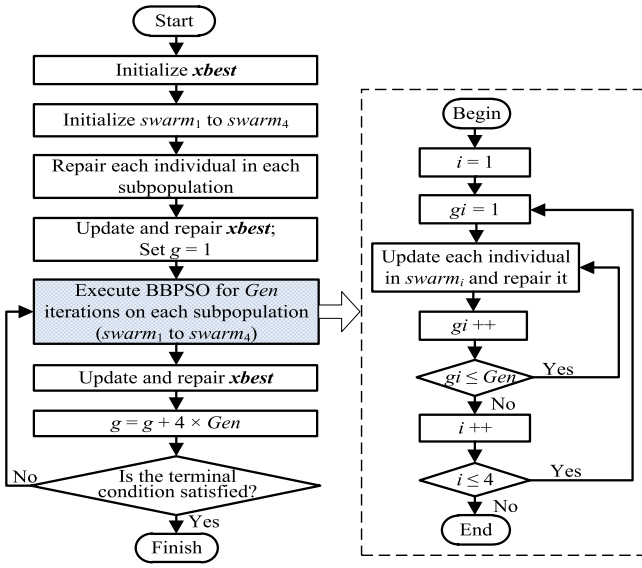 Start
Initialize xbest
Initialize swarm₁ to swarm₄
Repair each individual in each
subpopulation
Update and repair xbest;
Set g = 1
Execute BBPSO for Gen
iterations on each subpopulation
(swarm₁ to swarm₄)
Update and repair xbest
g = g + 4 × Gen
Is the terminal
condition satisfied?
No
Yes
Finish
Begin
i = 1
gi = 1
Update each individual
in swarmᵢ and repair it
gi ++
gi ≤ Gen
Yes
No
i ++
i ≤ 4
Yes
No
End